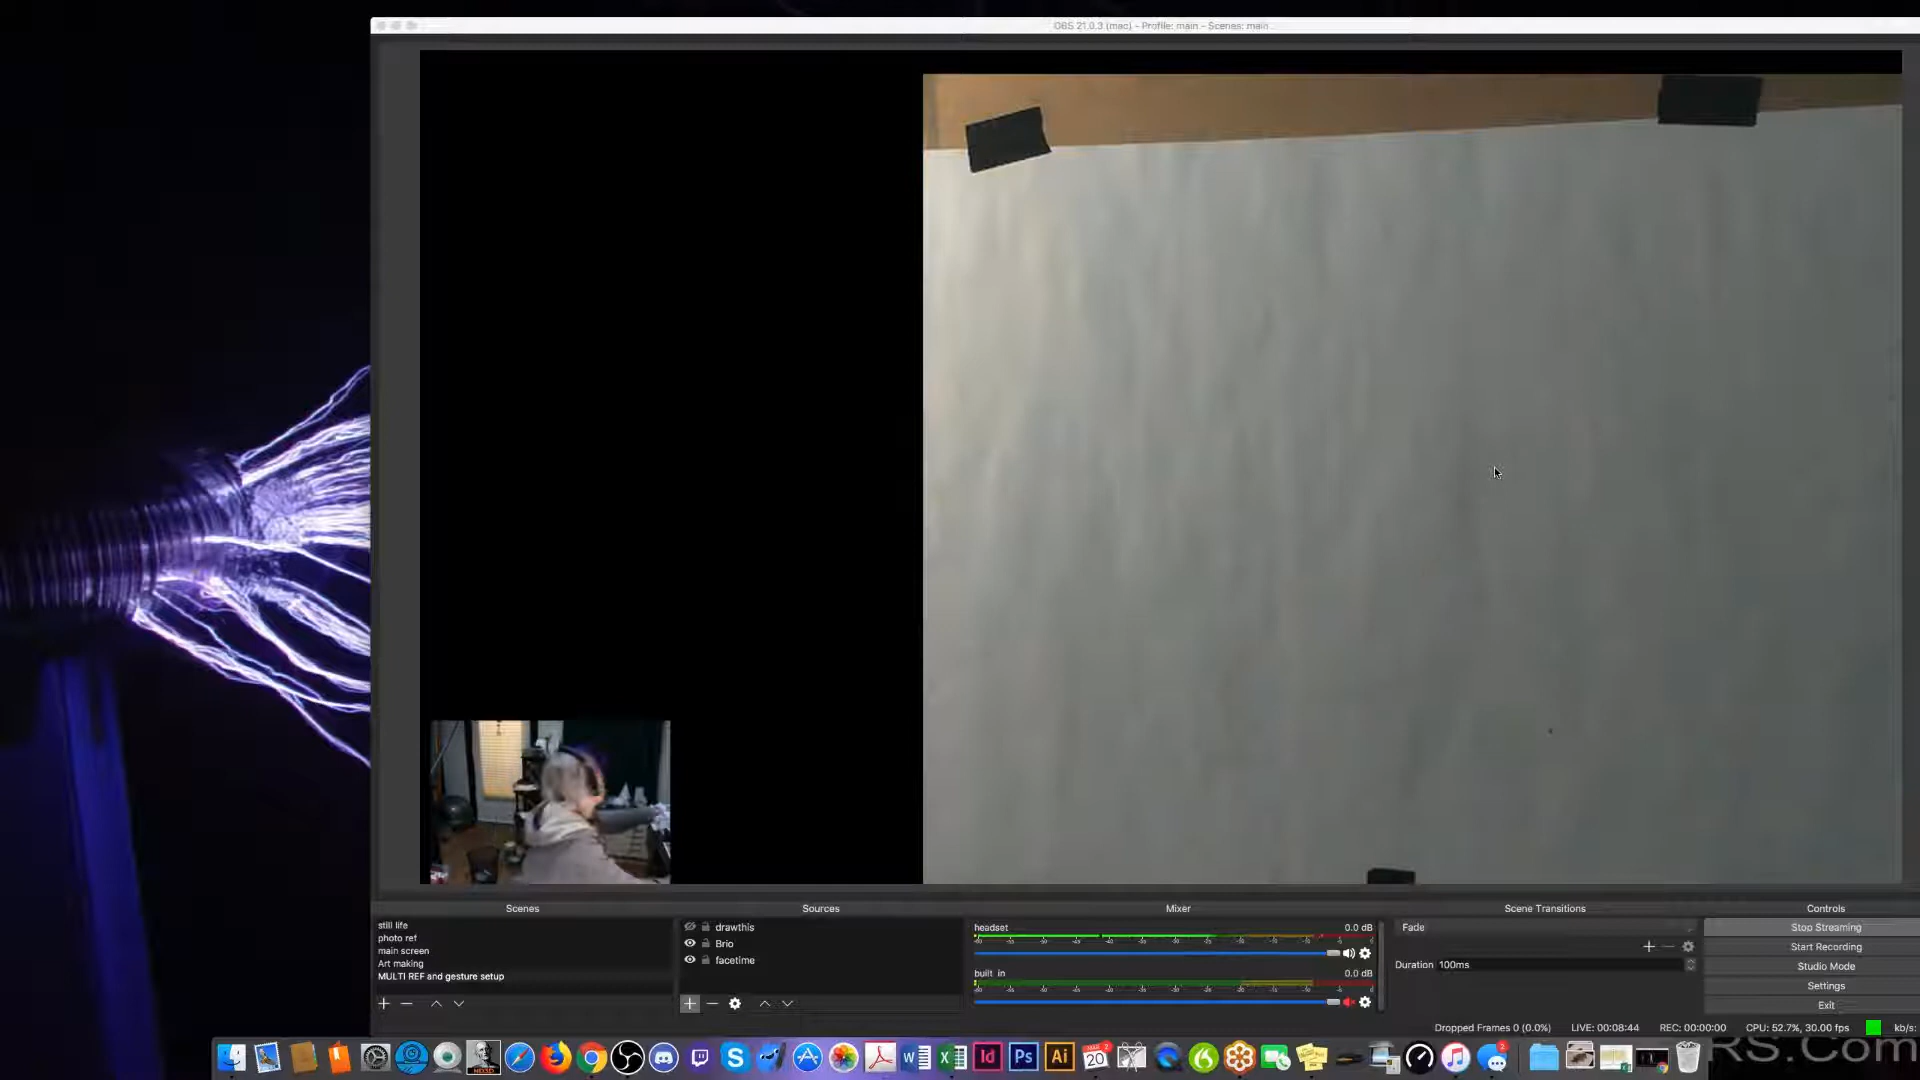 OBS 21.0.3 (mac) - Profile: main - Scenes: main
Scenes
Sources
Mixer
Scene Transitions
Controls
still life
photo ref
main screen
Art making
MULTI REF and gesture setup
drawthis
Brio
facetime
headset
0.0 dB
built in
0.0 dB
Fade
Duration 100ms
Stop Streaming
Start Recording
Studio Mode
Settings
Exit
Dropped Frames 0 (0.0%)
LIVE: 00:08:44
REC: 00:00:00
CPU: 52.7%, 30.00 fps
kb/s:
RS.Com